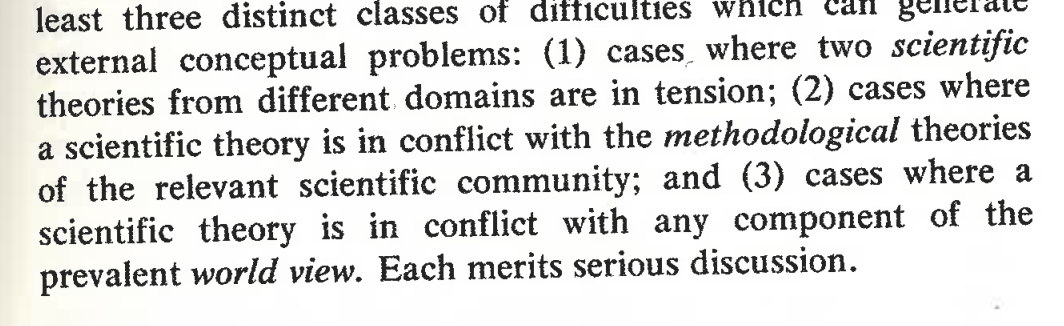 least three distinct classes of difficulties which can generate
external conceptual problems: (1) cases where two scientific
theories from different domains are in tension; (2) cases where
a scientific theory is in conflict with the methodological theories
of the relevant scientific community; and (3) cases where a
scientific theory is in conflict with any component of the
prevalent world view. Each merits serious discussion.